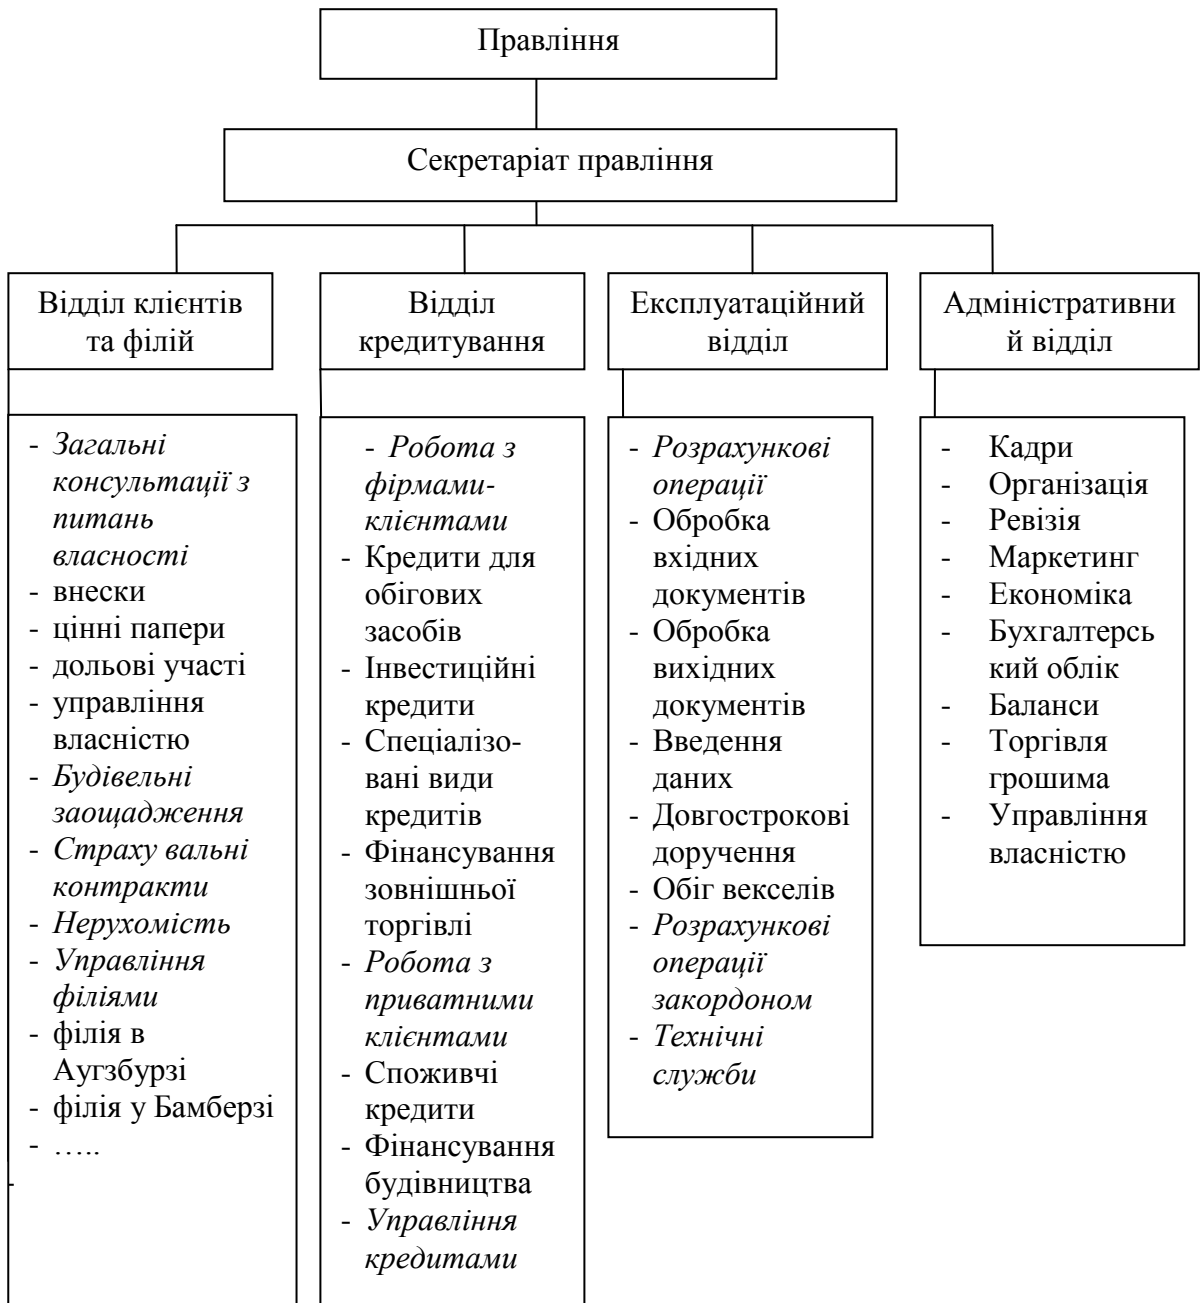 Правління
Секретаріат правління
Відділ клієнтів
та філій
Відділ
кредитування
Експлуатаційний
відділ
Адміністративни
й відділ
- Загальні
консультації з
питань
власності
- внески
- цінні папери
- дольові участі
- управління
власністю
- Будівельні
заощадження
- Страху вальні
контракти
- Нерухомість
- Управління
філіями
- філія в
Аугзбурзі
- філія у Бамберзі
- …..
-
- Робота з
фірмами-
клієнтами
- Кредити для
обігових
засобів
- Інвестиційні
кредити
- Спеціалізо-
вані види
кредитів
- Фінансування
зовнішньої
торгівлі
- Робота з
приватними
клієнтами
- Споживчі
кредити
- Фінансування
будівництва
- Управління
кредитами
- Розрахункові
операції
- Обробка
вхідних
документів
- Обробка
вихідних
документів
- Введення
даних
- Довгострокові
доручення
- Обіг векселів
- Розрахункові
операції
закордоном
- Технічні
служби
- Кадри
- Організація
- Ревізія
- Маркетинг
- Економіка
- Бухгалтерсь
кий облік
- Баланси
- Торгівля
грошима
- Управління
власністю